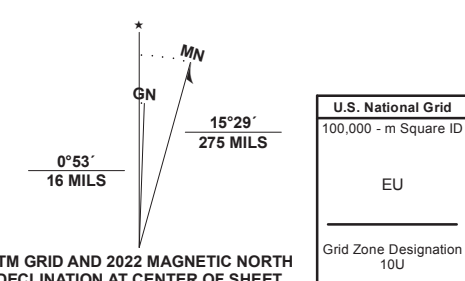 ★
MN
GN
15°29´
275 MILS
0°53´
16 MILS
TM GRID AND 2022 MAGNETIC NORTH
DECLINATION AT CENTER OF SHEET
U.S. National Grid
100,000 - m Square ID
EU
Grid Zone Designation
10U